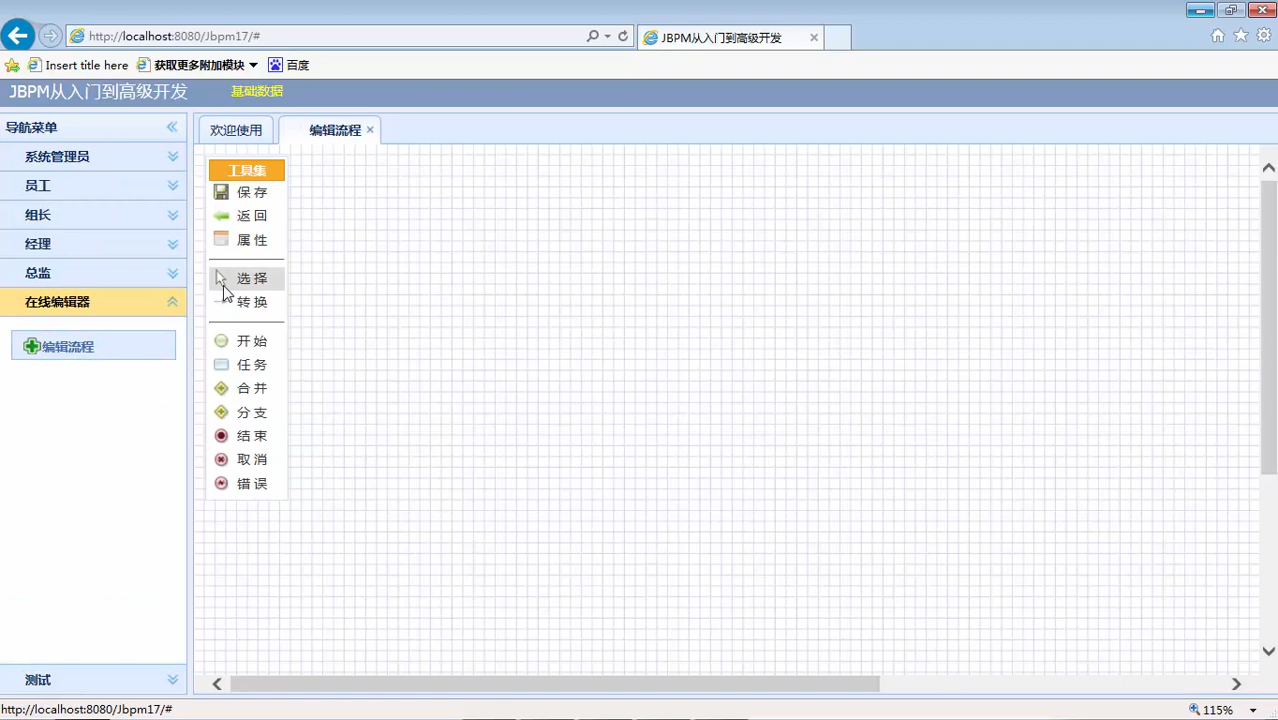 http://localhost:8080/Jbpm17/#
JBPM从入门到高级开发
Insert title here
获取更多附加模块
百度
JBPM从入门到高级开发
基础数据
导航菜单
系统管理员
员工
组长
经理
总监
在线编辑器
编辑流程
测试
欢迎使用
编辑流程
工具集
保存
返回
属性
选择
转换
开始
任务
合并
分支
结束
取消
错误
http://localhost:8080/Jbpm17/#
115%